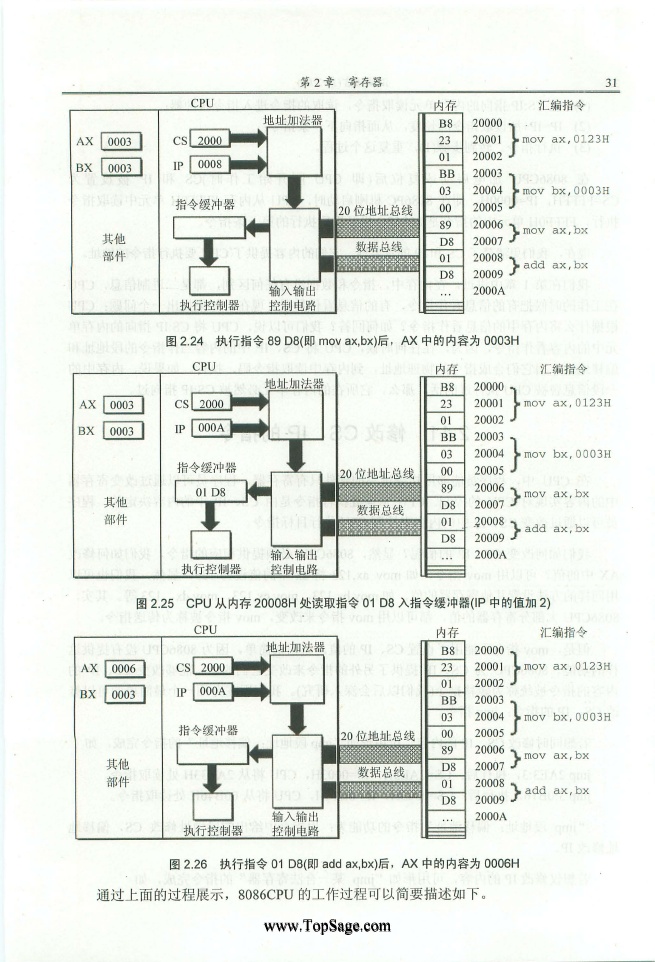 第2章 寄存器 31
CPU
内存
汇编指令
地址加法器
AX 0003
BX 0003
CS 2000
IP 0008
指令缓冲器
其他
部件
执行控制器
输入输出
控制电路
20位地址总线
数据总线
B8 20000
23 20001 mov ax,0123H
01 20002
BB 20003
03 20004 mov bx,0003H
00 20005
89 20006 mov ax,bx
D8 20007
01 20008 add ax,bx
D8 20009
… 2000A
图 2.24 执行指令 89 D8(即 mov ax,bx)后，AX 中的内容为 0003H
CPU
内存
汇编指令
地址加法器
AX 0003
BX 0003
CS 2000
IP 000A
指令缓冲器
01 D8
其他
部件
执行控制器
输入输出
控制电路
20位地址总线
数据总线
B8 20000
23 20001 mov ax,0123H
01 20002
BB 20003
03 20004 mov bx,0003H
00 20005
89 20006 mov ax,bx
D8 20007
01 20008 add ax,bx
D8 20009
… 2000A
图 2.25 CPU 从内存 20008H 处读取指令 01 D8 入指令缓冲器(IP 中的值加 2)
CPU
内存
汇编指令
地址加法器
AX 0006
BX 0003
CS 2000
IP 000A
指令缓冲器
其他
部件
执行控制器
输入输出
控制电路
20位地址总线
数据总线
B8 20000
23 20001 mov ax,0123H
01 20002
BB 20003
03 20004 mov bx,0003H
00 20005
89 20006 mov ax,bx
D8 20007
01 20008 add ax,bx
D8 20009
… 2000A
图 2.26 执行指令 01 D8(即 add ax,bx)后，AX 中的内容为 0006H
通过上面的过程展示，8086CPU 的工作过程可以简要描述如下。
www.TopSage.com